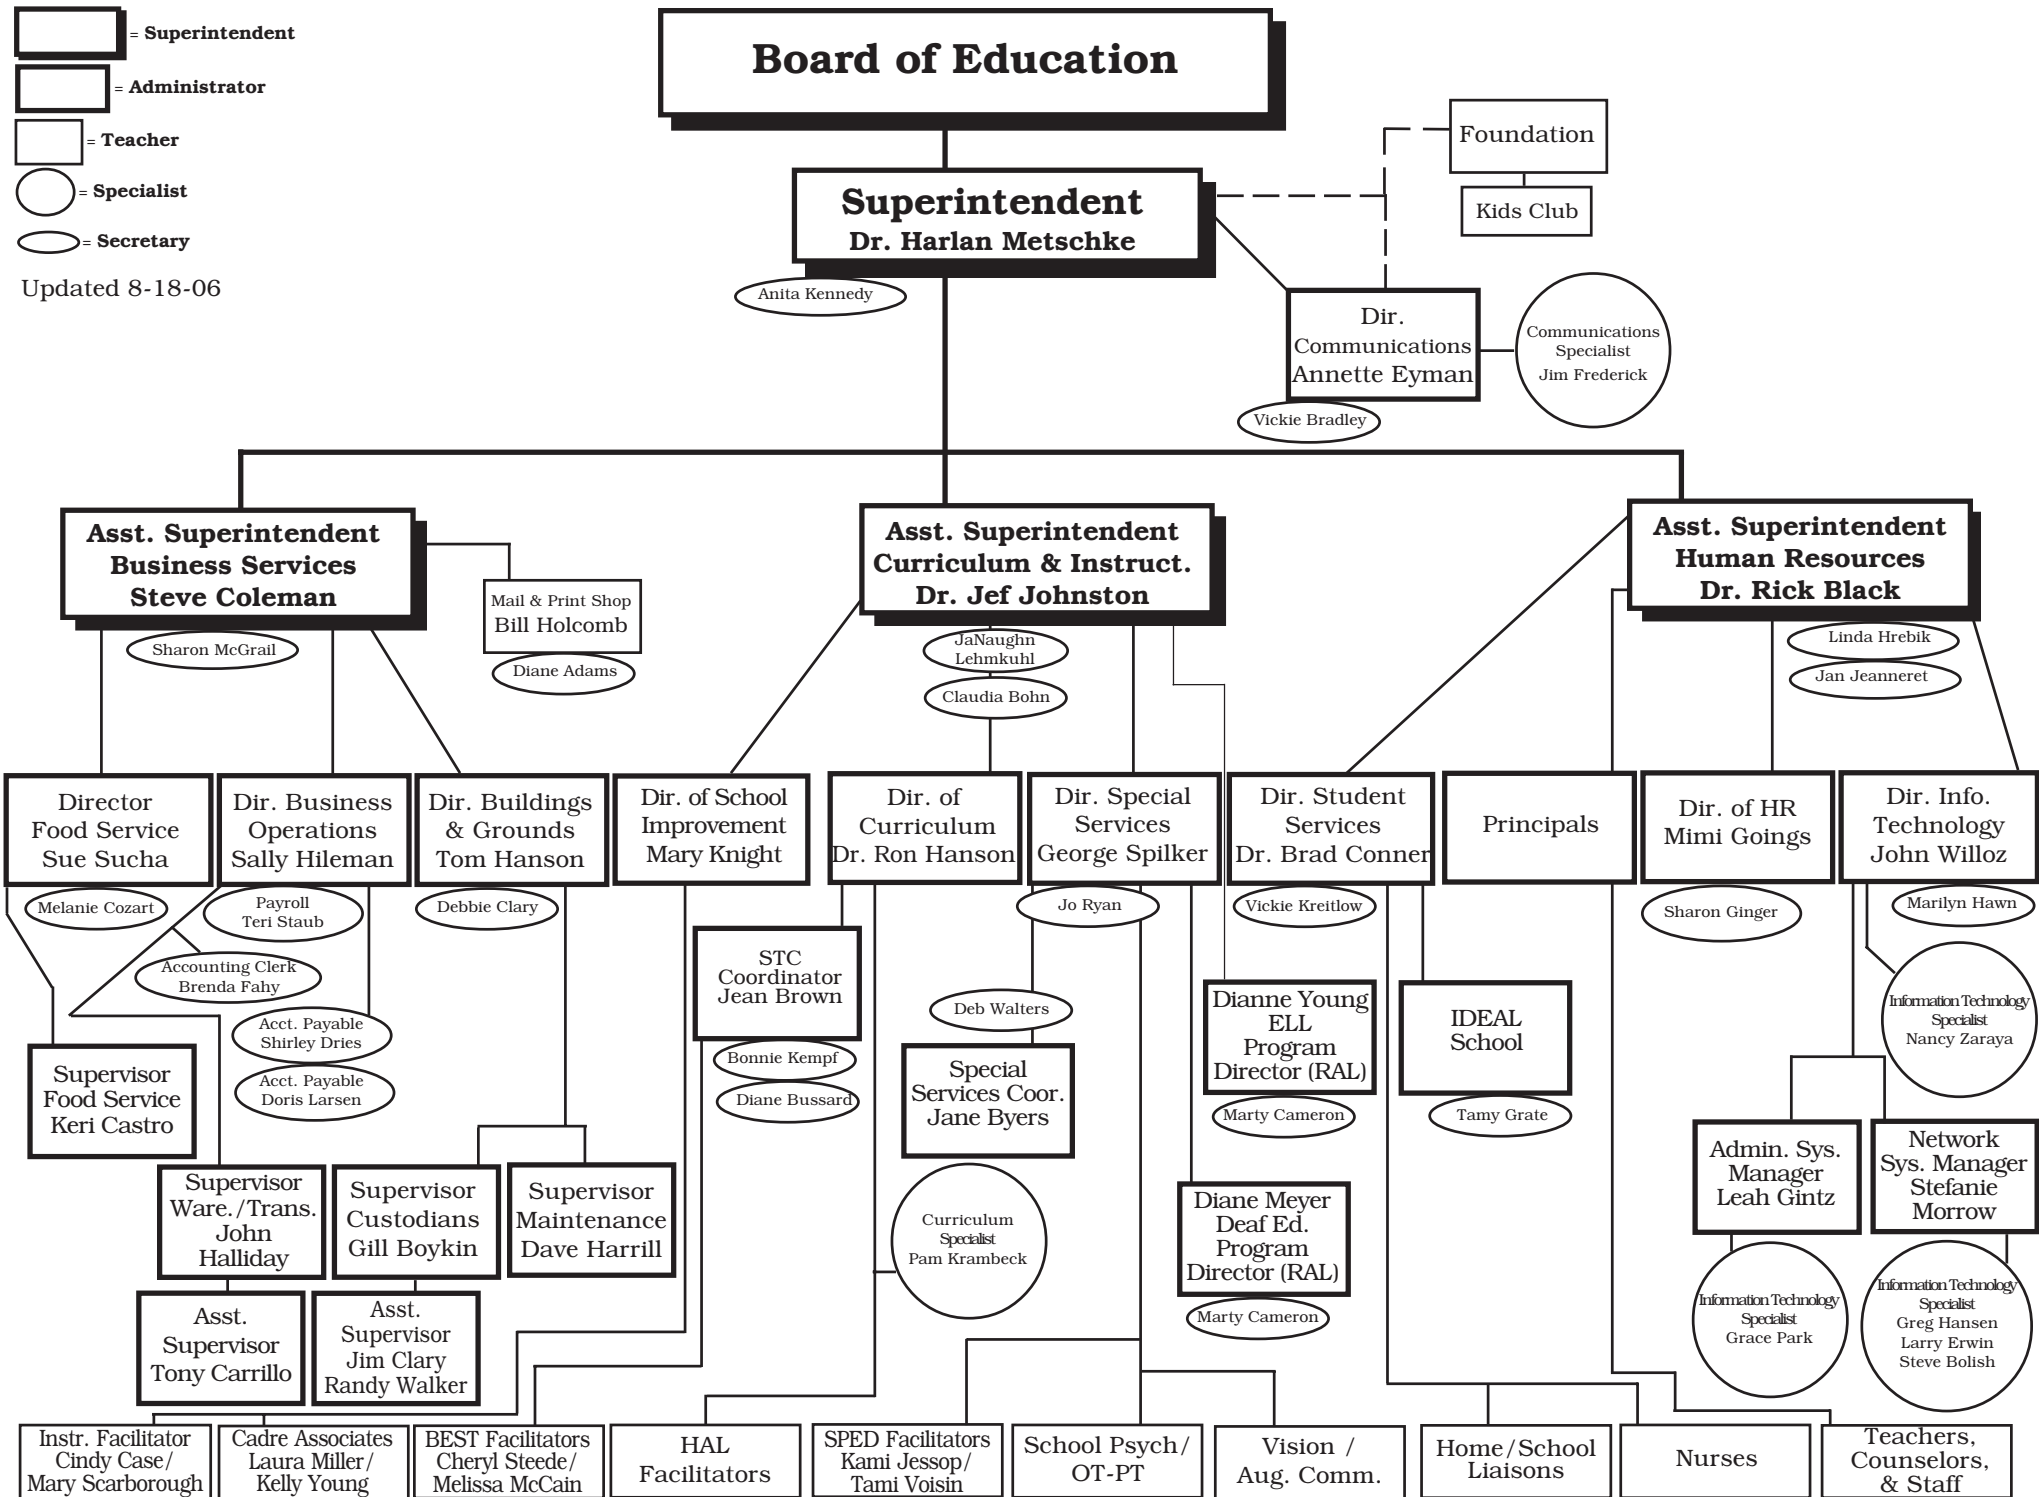 = Superintendent
= Administrator
= Teacher
= Specialist
= Secretary
Updated 8-18-06
Board of Education
Superintendent
Dr. Harlan Metschke
Anita Kennedy
Foundation
Kids Club
Dir.
Communications
Annette Eyman
Vickie Bradley
Communications
Specialist
Jim Frederick
Asst. Superintendent
Business Services
Steve Coleman
Sharon McGrail
Mail & Print Shop
Bill Holcomb
Diane Adams
Asst. Superintendent
Curriculum & Instruct.
Dr. Jef Johnston
JaNaughn
Lehmkuhl
Claudia Bohn
Asst. Superintendent
Human Resources
Dr. Rick Black
Linda Hrebik
Jan Jeanneret
Director
Food Service
Sue Sucha
Melanie Cozart
Dir. Business
Operations
Sally Hileman
Payroll
Teri Staub
Accounting Clerk
Brenda Fahy
Acct. Payable
Shirley Dries
Acct. Payable
Doris Larsen
Dir. Buildings
& Grounds
Tom Hanson
Debbie Clary
Dir. of School
Improvement
Mary Knight
Dir. of
Curriculum
Dr. Ron Hanson
Dir. Special
Services
George Spilker
Jo Ryan
Dir. Student
Services
Dr. Brad Conner
Vickie Kreitlow
Principals
Dir. of HR
Mimi Goings
Sharon Ginger
Dir. Info.
Technology
John Willoz
Marilyn Hawn
Information Technology
Specialist
Nancy Zaraya
STC
Coordinator
Jean Brown
Bonnie Kempf
Diane Bussard
Deb Walters
Special
Services Coor.
Jane Byers
Dianne Young
ELL
Program
Director (RAL)
Marty Cameron
IDEAL
School
Tamy Grate
Supervisor
Food Service
Keri Castro
Supervisor
Ware./Trans.
John
Halliday
Supervisor
Custodians
Gill Boykin
Supervisor
Maintenance
Dave Harrill
Curriculum
Specialist
Pam Krambeck
Diane Meyer
Deaf Ed.
Program
Director (RAL)
Marty Cameron
Admin. Sys.
Manager
Leah Gintz
Network
Sys. Manager
Stefanie
Morrow
Asst.
Supervisor
Tony Carrillo
Asst.
Supervisor
Jim Clary
Randy Walker
Information Technology
Specialist
Grace Park
Information Technology
Specialist
Greg Hansen
Larry Erwin
Steve Bolish
Instr. Facilitator
Cindy Case/
Mary Scarborough
Cadre Associates
Laura Miller/
Kelly Young
BEST Facilitators
Cheryl Steede/
Melissa McCain
HAL
Facilitators
SPED Facilitators
Kami Jessop/
Tami Voisin
School Psych/
OT-PT
Vision /
Aug. Comm.
Home/School
Liaisons
Nurses
Teachers,
Counselors,
& Staff